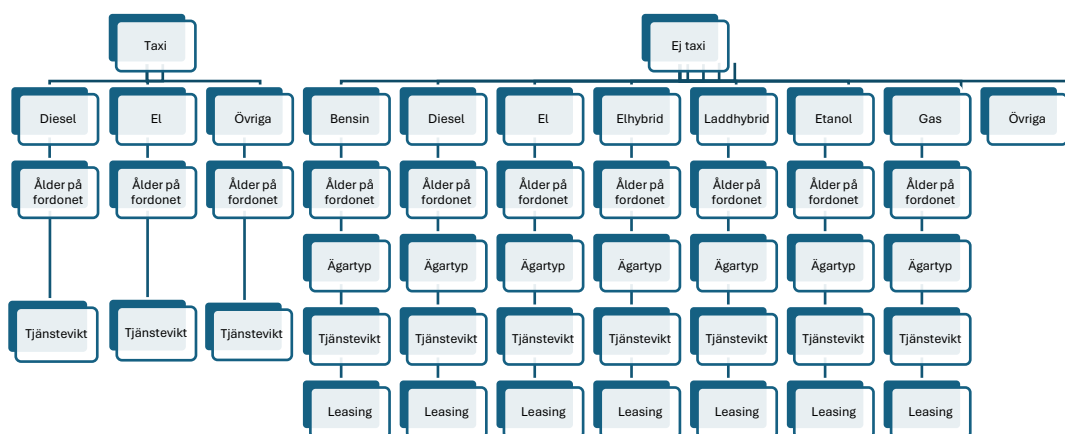 Taxi
Ej taxi
Diesel
El
Övriga
Bensin
Diesel
El
Elhybrid
Laddhybrid
Etanol
Gas
Övriga
Ålder på
fordonet
Ålder på
fordonet
Ålder på
fordonet
Ålder på
fordonet
Ålder på
fordonet
Ålder på
fordonet
Ålder på
fordonet
Ålder på
fordonet
Ålder på
fordonet
Ålder på
fordonet
Ägartyp
Ägartyp
Ägartyp
Ägartyp
Ägartyp
Ägartyp
Ägartyp
Tjänstevikt
Tjänstevikt
Tjänstevikt
Tjänstevikt
Tjänstevikt
Tjänstevikt
Tjänstevikt
Tjänstevikt
Tjänstevikt
Tjänstevikt
Leasing
Leasing
Leasing
Leasing
Leasing
Leasing
Leasing